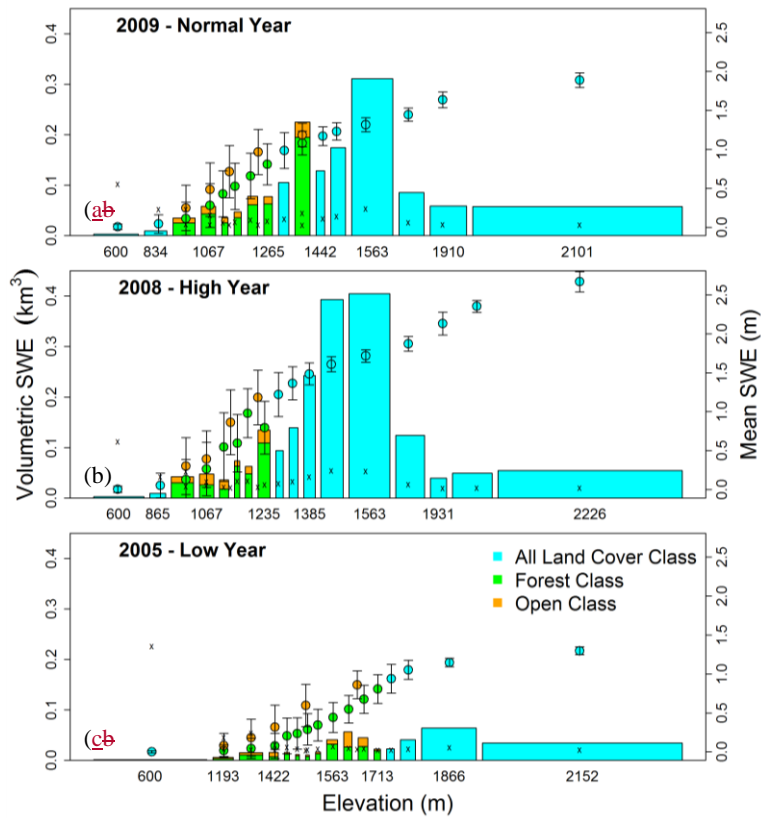 2009 - Normal Year
0.0 0.1 0.2 0.3 0.4
0.0 0.5 1.0 1.5 2.0 2.5
(ab)
600 834 1067 1265 1442 1563 1910 2101
2008 - High Year
0.0 0.1 0.2 0.3 0.4
0.0 0.5 1.0 1.5 2.0 2.5
Volumetric SWE (km³)
Mean SWE (m)
(b)
600 865 1067 1235 1385 1563 1931 2226
2005 - Low Year
0.0 0.1 0.2 0.3 0.4
0.0 0.5 1.0 1.5 2.0 2.5
All Land Cover Class
Forest Class
Open Class
(cb)
600 1193 1422 1563 1713 1866 2152
Elevation (m)